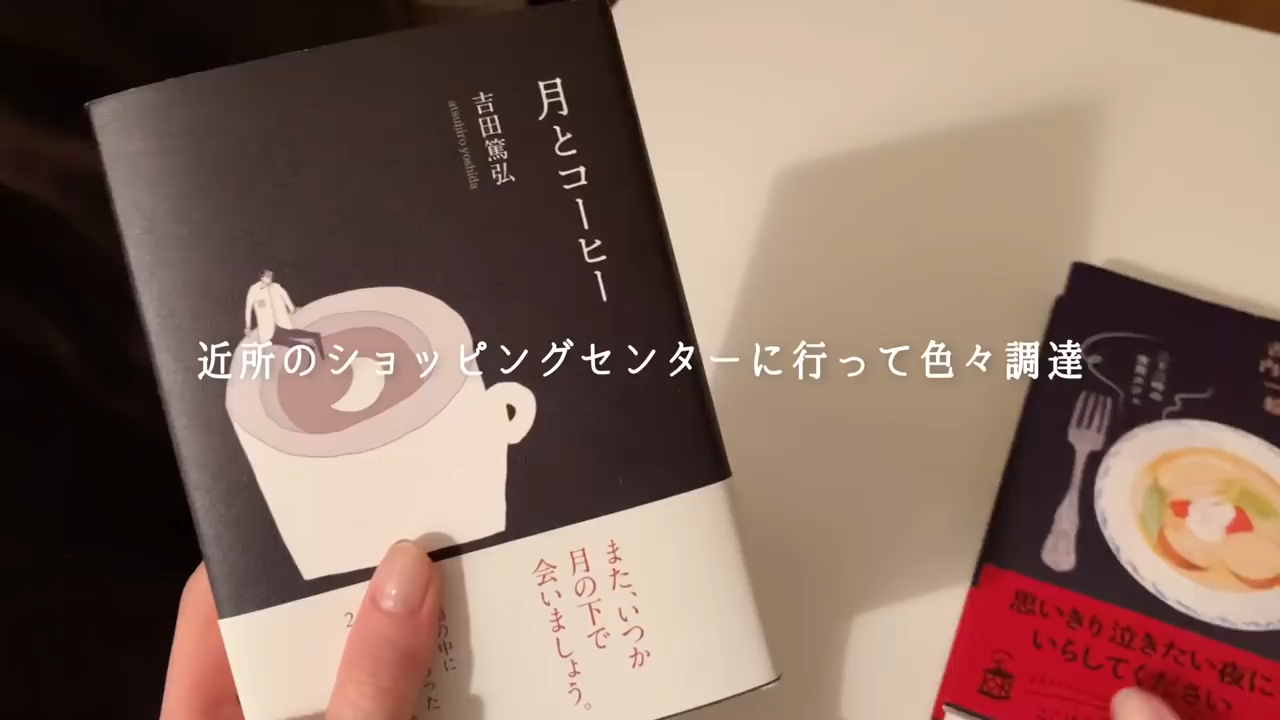 月とコーヒー
吉田篤弘
atsuhiro yoshida
近所のショッピングセンターに行って色々調達
また、いつか
月の下で
会いましょう。
思いきり泣きたい夜に
いらしてください